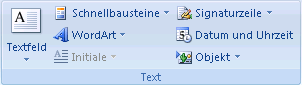 Textfeld
Schnellbausteine
WordArt
Initiale
Signaturzeile
Datum und Uhrzeit
Objekt
Text